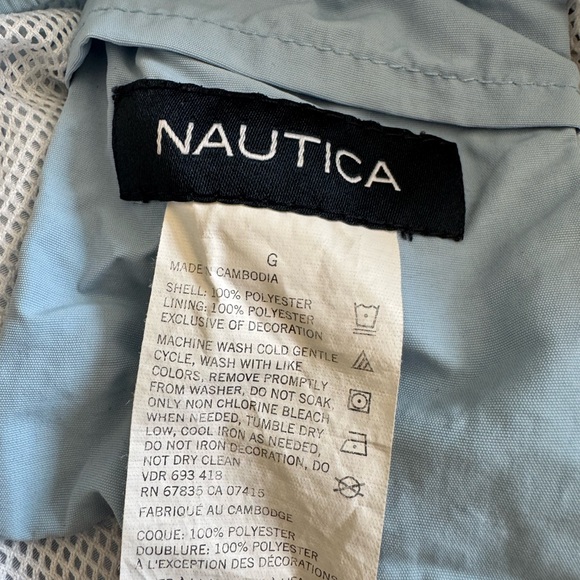 NAUTICA
G
MADE N CAMBODIA
SHELL: 100% POLYESTER
LINING: 100% POLYESTER
EXCLUSIVE OF DECORATION
MACHINE WASH COLD GENTLE
CYCLE, WASH WITH LIKE
COLORS, REMOVE PROMPTLY
FROM WASHER, DO NOT SOAK,
ONLY NON CHLORINE BLEACH
WHEN NEEDED, TUMBLE DRY
LOW, COOL IRON AS NEEDED,
DO NOT IRON DECORATION, DO
NOT DRY CLEAN
VDR 693 418
RN 67835 CA 07415
FABRIQUÉ AU CAMBODGE
COQUE: 100% POLYESTER
DOUBLURE: 100% POLYESTER
À L'EXCEPTION DES DÉCORATIONS